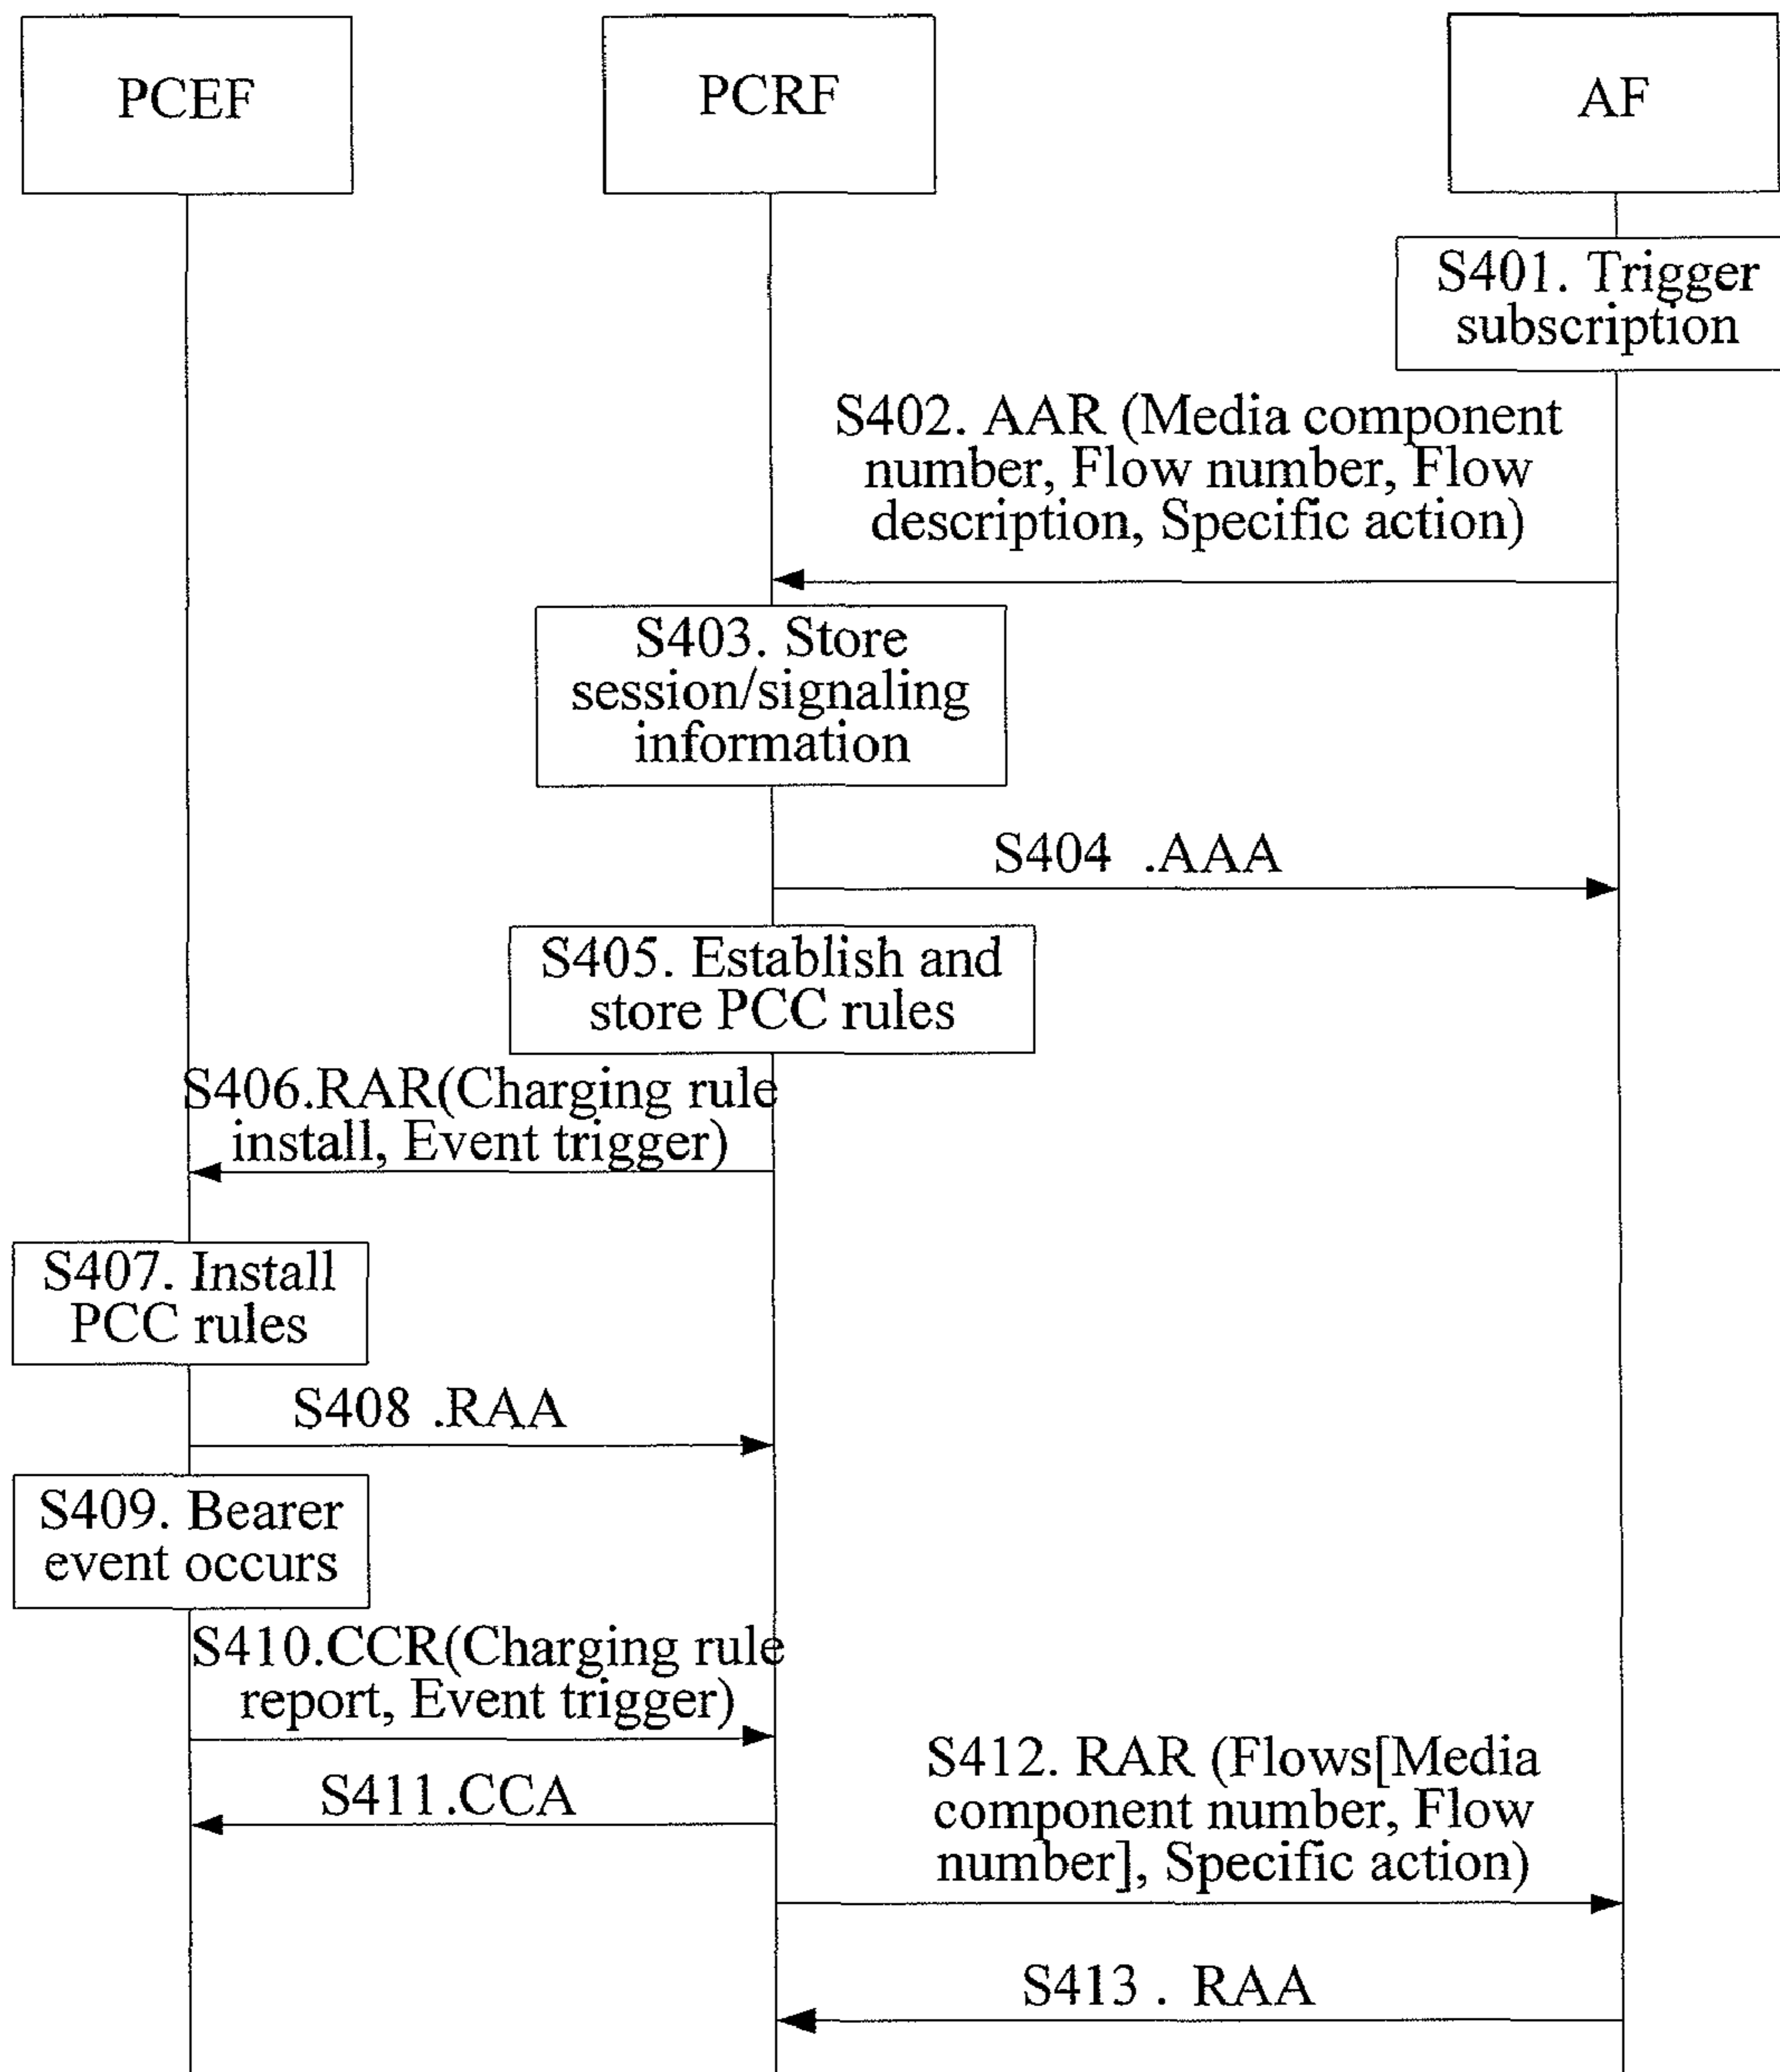 PCEF
PCRF
AF
S401. Trigger
subscription
S402. AAR (Media component
number, Flow number, Flow
description, Specific action)
S403. Store
session/signaling
information
S404 .AAA
S405. Establish and
store PCC rules
S406.RAR(Charging rule
install, Event trigger)
S407. Install
PCC rules
S408 .RAA
S409. Bearer
event occurs
S410.CCR(Charging rule
report, Event trigger)
S411.CCA
S412. RAR (Flows[Media
component number, Flow
number], Specific action)
S413 . RAA